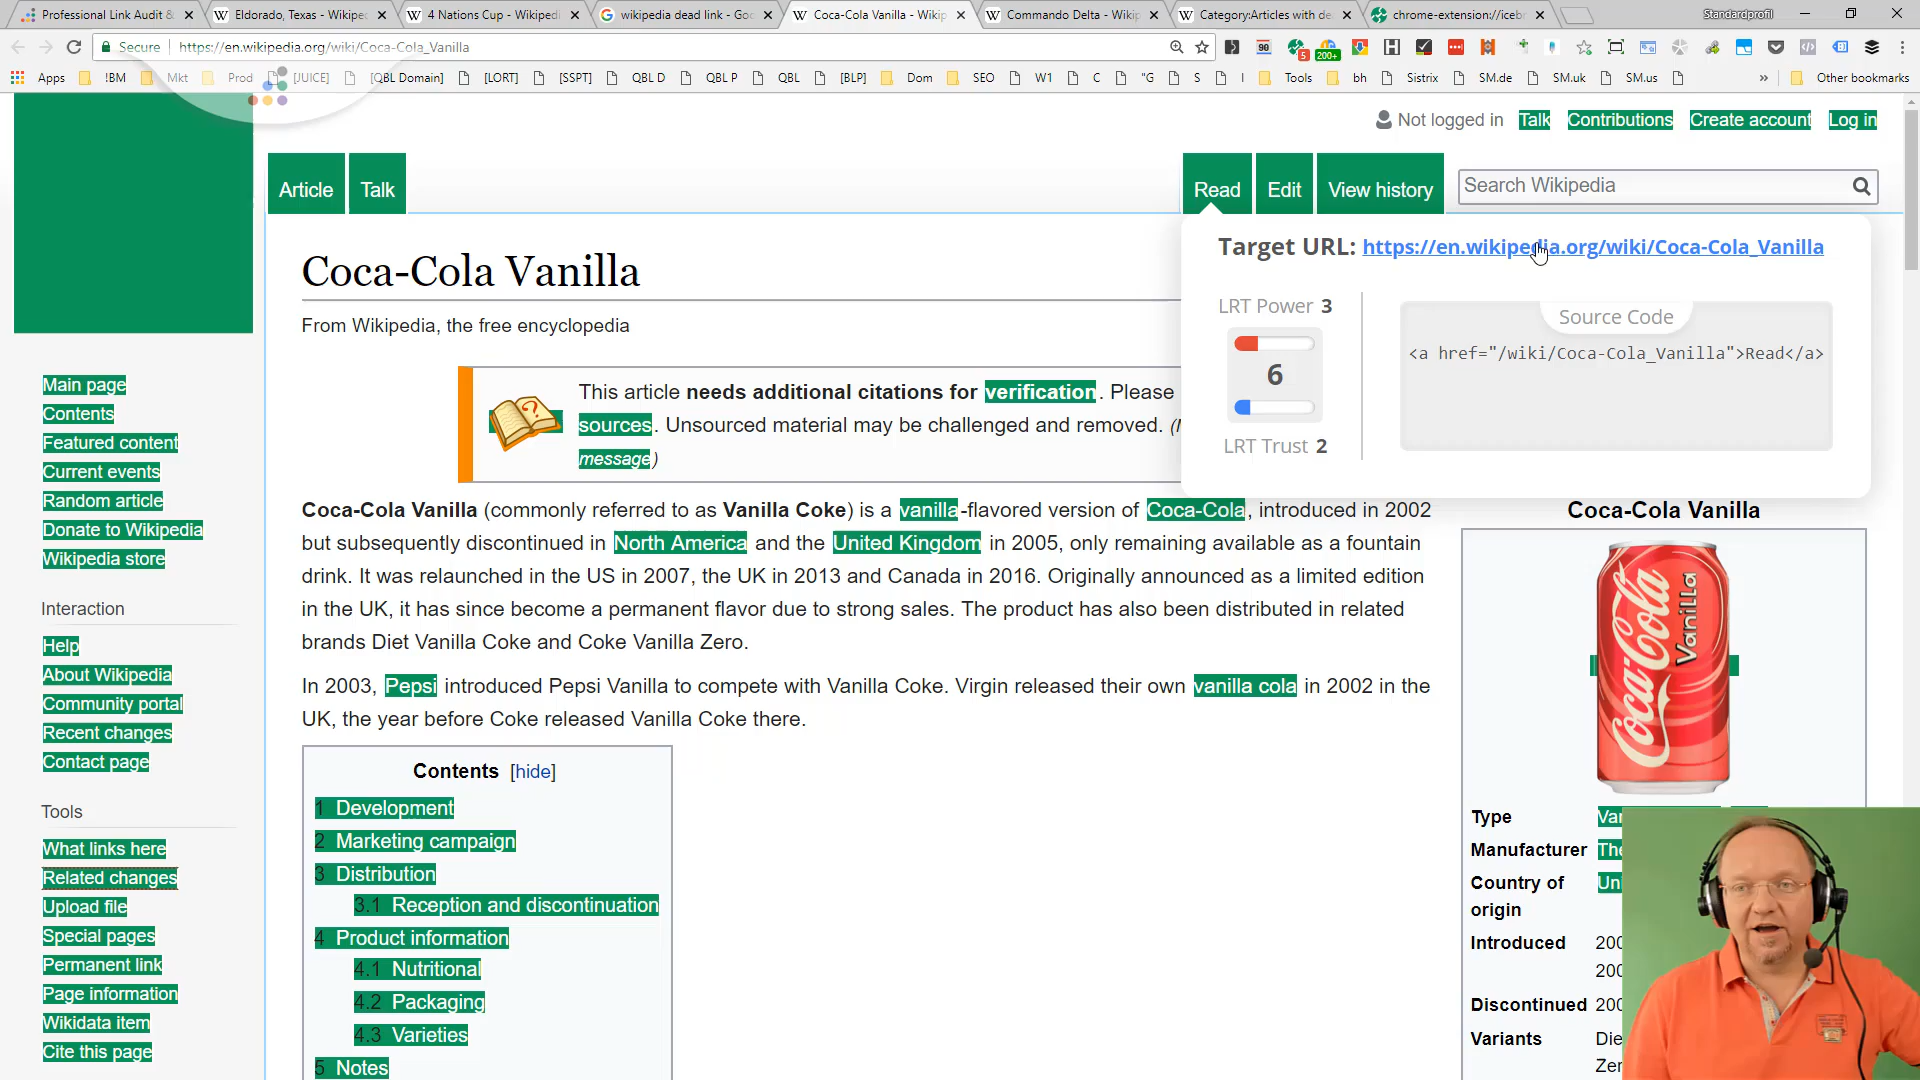 Professional Link Audit &
Eldorado, Texas - Wikiped
4 Nations Cup - Wikipedi
wikipedia dead link - Goo
Coca-Cola Vanilla - Wikip
Commando Delta - Wikip
Category:Articles with de
chrome-extension://icebr
Standardprofil
Secure https://en.wikipedia.org/wiki/Coca-Cola_Vanilla
90 5 200+
Apps !BM Mkt Prod [JUICE] [QBL Domain] [LORT] [SSPT] QBL D QBL P QBL [BLP] Dom SEO W1 C "G S I Tools bh Sistrix SM.de SM.uk SM.us » Other bookmarks
Not logged in Talk Contributions Create account Log in
Article Talk Read Edit View history Search Wikipedia
Target URL: https://en.wikipedia.org/wiki/Coca-Cola_Vanilla
LRT Power 3
6
LRT Trust 2
Source Code
<a href="/wiki/Coca-Cola_Vanilla">Read</a>
Coca-Cola Vanilla
From Wikipedia, the free encyclopedia
This article needs additional citations for verification. Please
sources. Unsourced material may be challenged and removed.
message)
Coca-Cola Vanilla (commonly referred to as Vanilla Coke) is a vanilla-flavored version of Coca-Cola, introduced in 2002
but subsequently discontinued in North America and the United Kingdom in 2005, only remaining available as a fountain
drink. It was relaunched in the US in 2007, the UK in 2013 and Canada in 2016. Originally announced as a limited edition
in the UK, it has since become a permanent flavor due to strong sales. The product has also been distributed in related
brands Diet Vanilla Coke and Coke Vanilla Zero.
In 2003, Pepsi introduced Pepsi Vanilla to compete with Vanilla Coke. Virgin released their own vanilla cola in 2002 in the
UK, the year before Coke released Vanilla Coke there.
Contents [hide]
1 Development
2 Marketing campaign
3 Distribution
3.1 Reception and discontinuation
4 Product information
4.1 Nutritional
4.2 Packaging
4.3 Varieties
5 Notes
Main page
Contents
Featured content
Current events
Random article
Donate to Wikipedia
Wikipedia store
Interaction
Help
About Wikipedia
Community portal
Recent changes
Contact page
Tools
What links here
Related changes
Upload file
Special pages
Permanent link
Page information
Wikidata item
Cite this page
Coca-Cola Vanilla
Coca-Cola
Vanilla
Type Var
Manufacturer The
Country of
origin Uni
Introduced 200
200
Discontinued 200
Variants Die
Zer